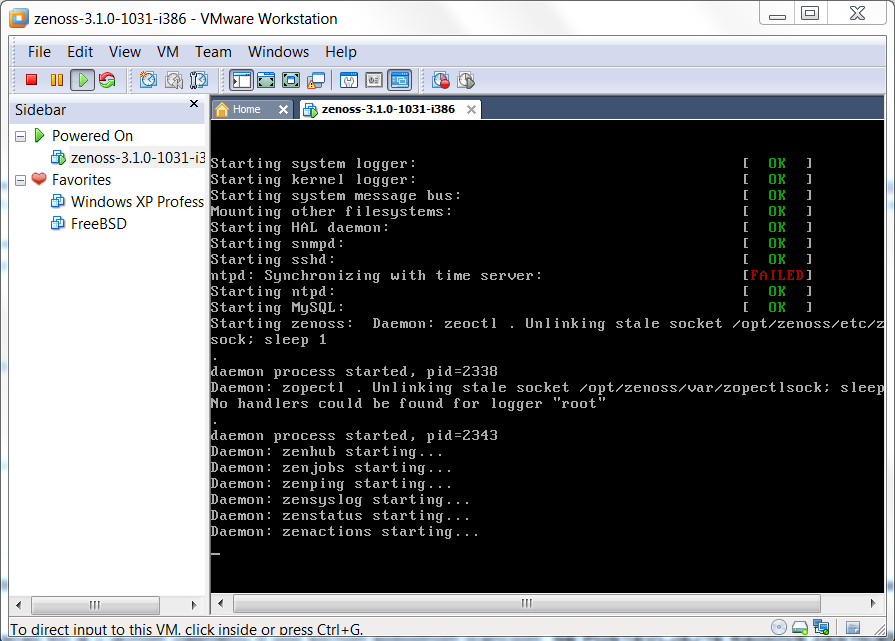 zenoss-3.1.0-1031-i386 - VMware Workstation
File Edit View VM Team Windows Help
Sidebar
Powered On
zenoss-3.1.0-1031-i3
Favorites
Windows XP Profess
FreeBSD
Home
zenoss-3.1.0-1031-i386
Starting system logger: [ OK ]
Starting kernel logger: [ OK ]
Starting system message bus: [ OK ]
Mounting other filesystems: [ OK ]
Starting HAL daemon: [ OK ]
Starting snmpd: [ OK ]
Starting sshd: [ OK ]
ntpd: Synchronizing with time server: [FAILED]
Starting ntpd: [ OK ]
Starting MySQL: [ OK ]
Starting zenoss: Daemon: zeoctl . Unlinking stale socket /opt/zenoss/etc/z
sock; sleep 1
.
daemon process started, pid=2338
Daemon: zopectl . Unlinking stale socket /opt/zenoss/var/zopectlsock; sleep
No handlers could be found for logger "root"
.
daemon process started, pid=2343
Daemon: zenhub starting...
Daemon: zenjobs starting...
Daemon: zenping starting...
Daemon: zensyslog starting...
Daemon: zenstatus starting...
Daemon: zenactions starting...
To direct input to this VM, click inside or press Ctrl+G.